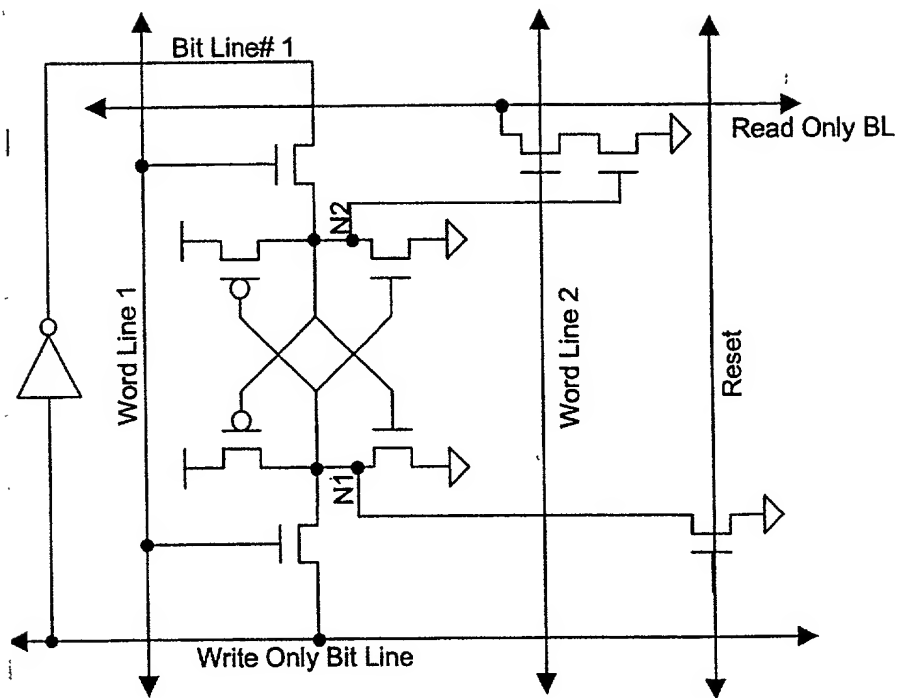 Bit Line# 1
Read Only BL
N2
Word Line 1
Word Line 2
Reset
N1
Write Only Bit Line